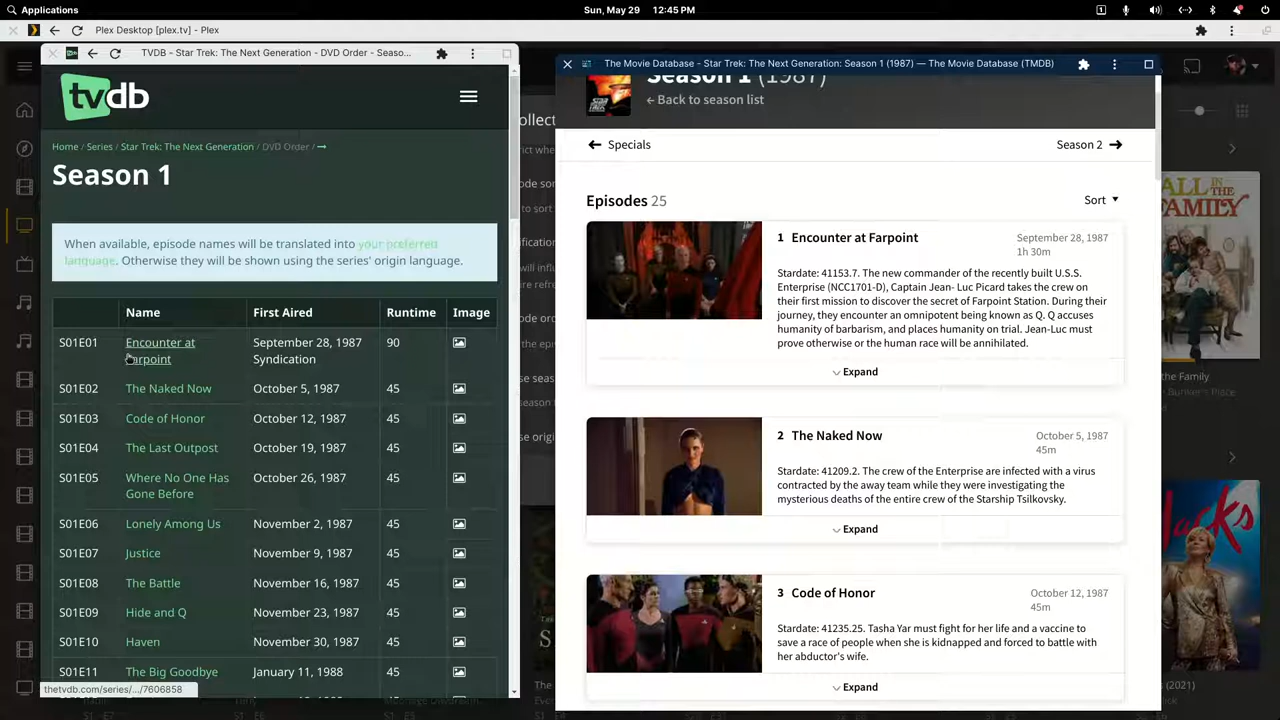 Applications
Sun, May 29 12:45 PM
Plex Desktop [plex.tv] - Plex
TVDB - Star Trek: The Next Generation - DVD Order - Seaso...
tvdb
Home / Series / Star Trek: The Next Generation / DVD Order /
Season 1
When available, episode names will be translated into your preferred
language. Otherwise they will be shown using the series' origin language.
Name First Aired Runtime Image
S01E01 Encounter at Farpoint September 28, 1987 Syndication 90
S01E02 The Naked Now October 5, 1987 45
S01E03 Code of Honor October 12, 1987 45
S01E04 The Last Outpost October 19, 1987 45
S01E05 Where No One Has Gone Before October 26, 1987 45
S01E06 Lonely Among Us November 2, 1987 45
S01E07 Justice November 9, 1987 45
S01E08 The Battle November 16, 1987 45
S01E09 Hide and Q November 23, 1987 45
S01E10 Haven November 30, 1987 45
S01E11 The Big Goodbye January 11, 1988 45
thetvdb.com/series/.../7606858
The Movie Database - Star Trek: The Next Generation: Season 1 (1987) — The Movie Database (TMDB)
Season 1 (1987)
← Back to season list
← Specials
Season 2 →
Episodes 25
Sort
1 Encounter at Farpoint
September 28, 1987
1h 30m
Stardate: 41153.7. The new commander of the recently built U.S.S.
Enterprise (NCC1701-D), Captain Jean- Luc Picard takes the crew on
their first mission to discover the secret of Farpoint Station. During their
journey, they encounter an omnipotent being known as Q. Q accuses
humanity of barbarism, and places humanity on trial. Jean-Luc must
prove otherwise or the human race will be annihilated.
Expand
2 The Naked Now
October 5, 1987
45m
Stardate: 41209.2. The crew of the Enterprise are infected with a virus
contracted by the away team while they were investigating the
mysterious deaths of the entire crew of the Starship Tsilkovsky.
Expand
3 Code of Honor
October 12, 1987
45m
Stardate: 41235.25. Tasha Yar must fight for her life and a vaccine to
save a race of people when she is kidnapped and forced to battle with
her abductor's wife.
Expand
ALL IN THE
FAMILY
the Family
Bunker's Place
(2021)